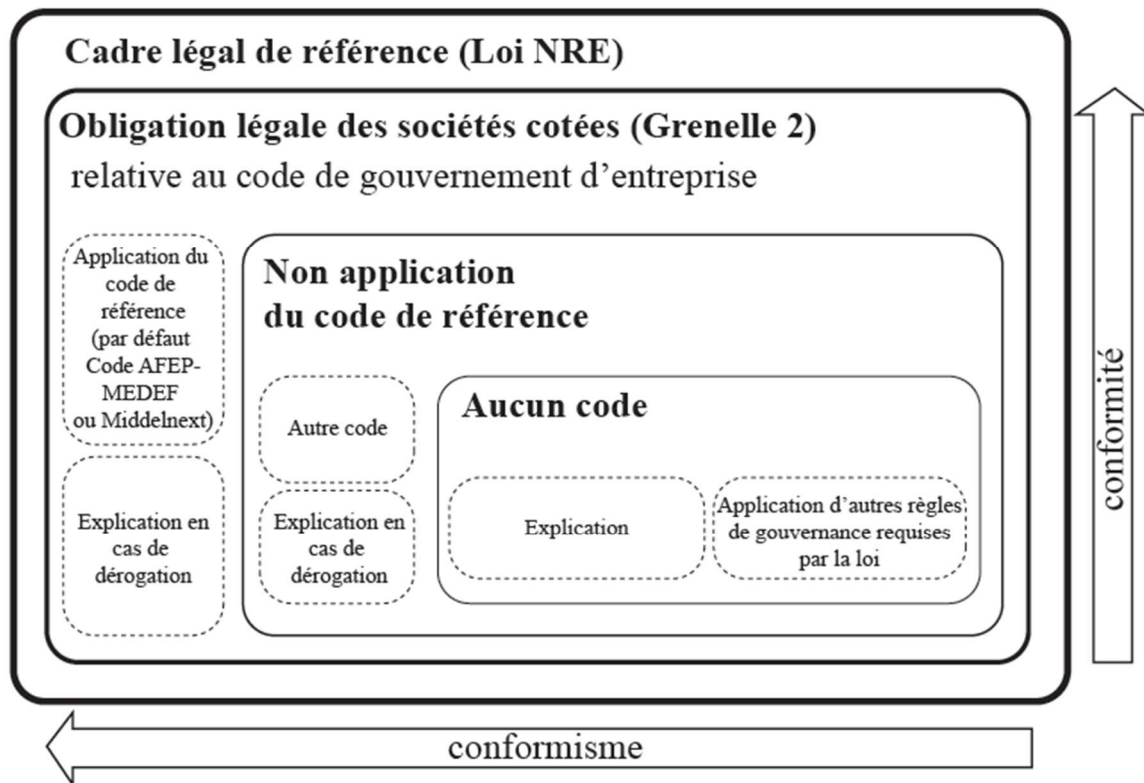 Cadre légal de référence (Loi NRE)
Obligation légale des sociétés cotées (Grenelle 2)
relative au code de gouvernement d’entreprise
Application du
code de
référence
(par défaut
Code AFEP-
MEDEF
ou Middelnext)
Explication en
cas de
dérogation
Non application
du code de référence
Autre code
Explication en
cas de
dérogation
Aucun code
Explication
Application d’autres règles
de gouvernance requises
par la loi
conformité
conformisme